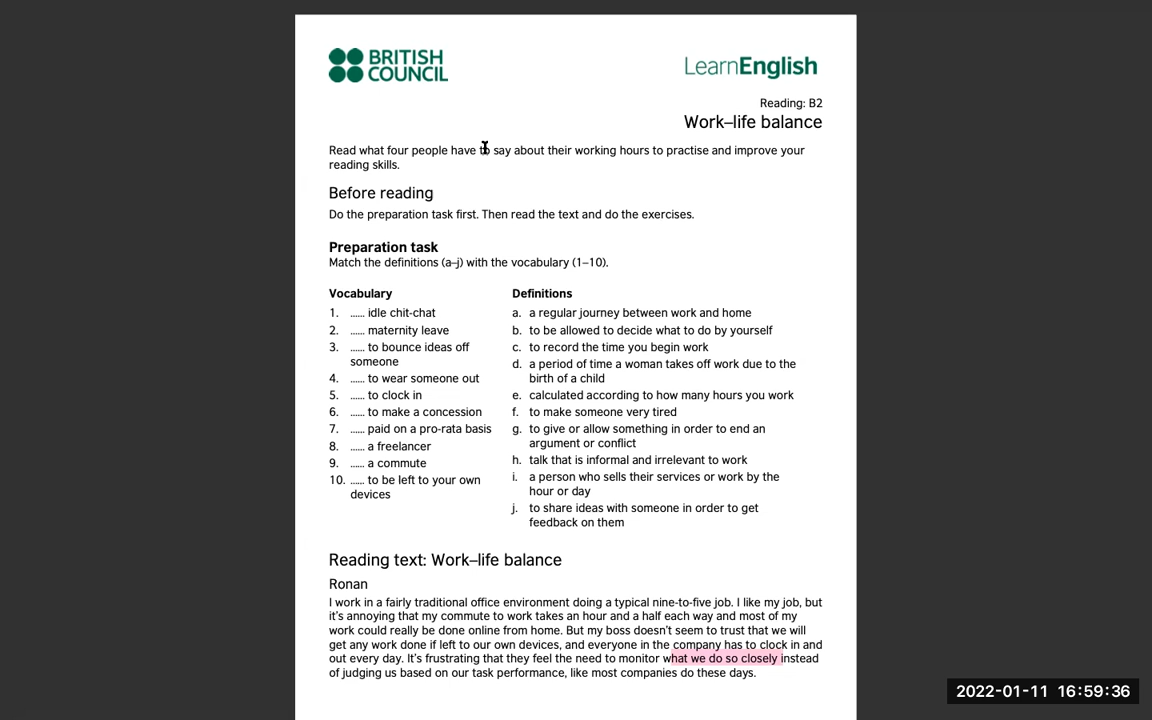 BRITISH
COUNCIL
LearnEnglish
Reading: B2
Work–life balance
Read what four people have to say about their working hours to practise and improve your
reading skills.
Before reading
Do the preparation task first. Then read the text and do the exercises.
Preparation task
Match the definitions (a–j) with the vocabulary (1–10).
Vocabulary
1. ...... idle chit-chat
2. ...... maternity leave
3. ...... to bounce ideas off
someone
4. ...... to wear someone out
5. ...... to clock in
6. ...... to make a concession
7. ...... paid on a pro-rata basis
8. ...... a freelancer
9. ...... a commute
10. ...... to be left to your own
devices
Definitions
a. a regular journey between work and home
b. to be allowed to decide what to do by yourself
c. to record the time you begin work
d. a period of time a woman takes off work due to the
birth of a child
e. calculated according to how many hours you work
f. to make someone very tired
g. to give or allow something in order to end an
argument or conflict
h. talk that is informal and irrelevant to work
i. a person who sells their services or work by the
hour or day
j. to share ideas with someone in order to get
feedback on them
Reading text: Work–life balance
Ronan
I work in a fairly traditional office environment doing a typical nine-to-five job. I like my job, but
it's annoying that my commute to work takes an hour and a half each way and most of my
work could really be done online from home. But my boss doesn't seem to trust that we will
get any work done if left to our own devices, and everyone in the company has to clock in and
out every day. It's frustrating that they feel the need to monitor what we do so closely instead
of judging us based on our task performance, like most companies do these days.
2022-01-11 16:59:36